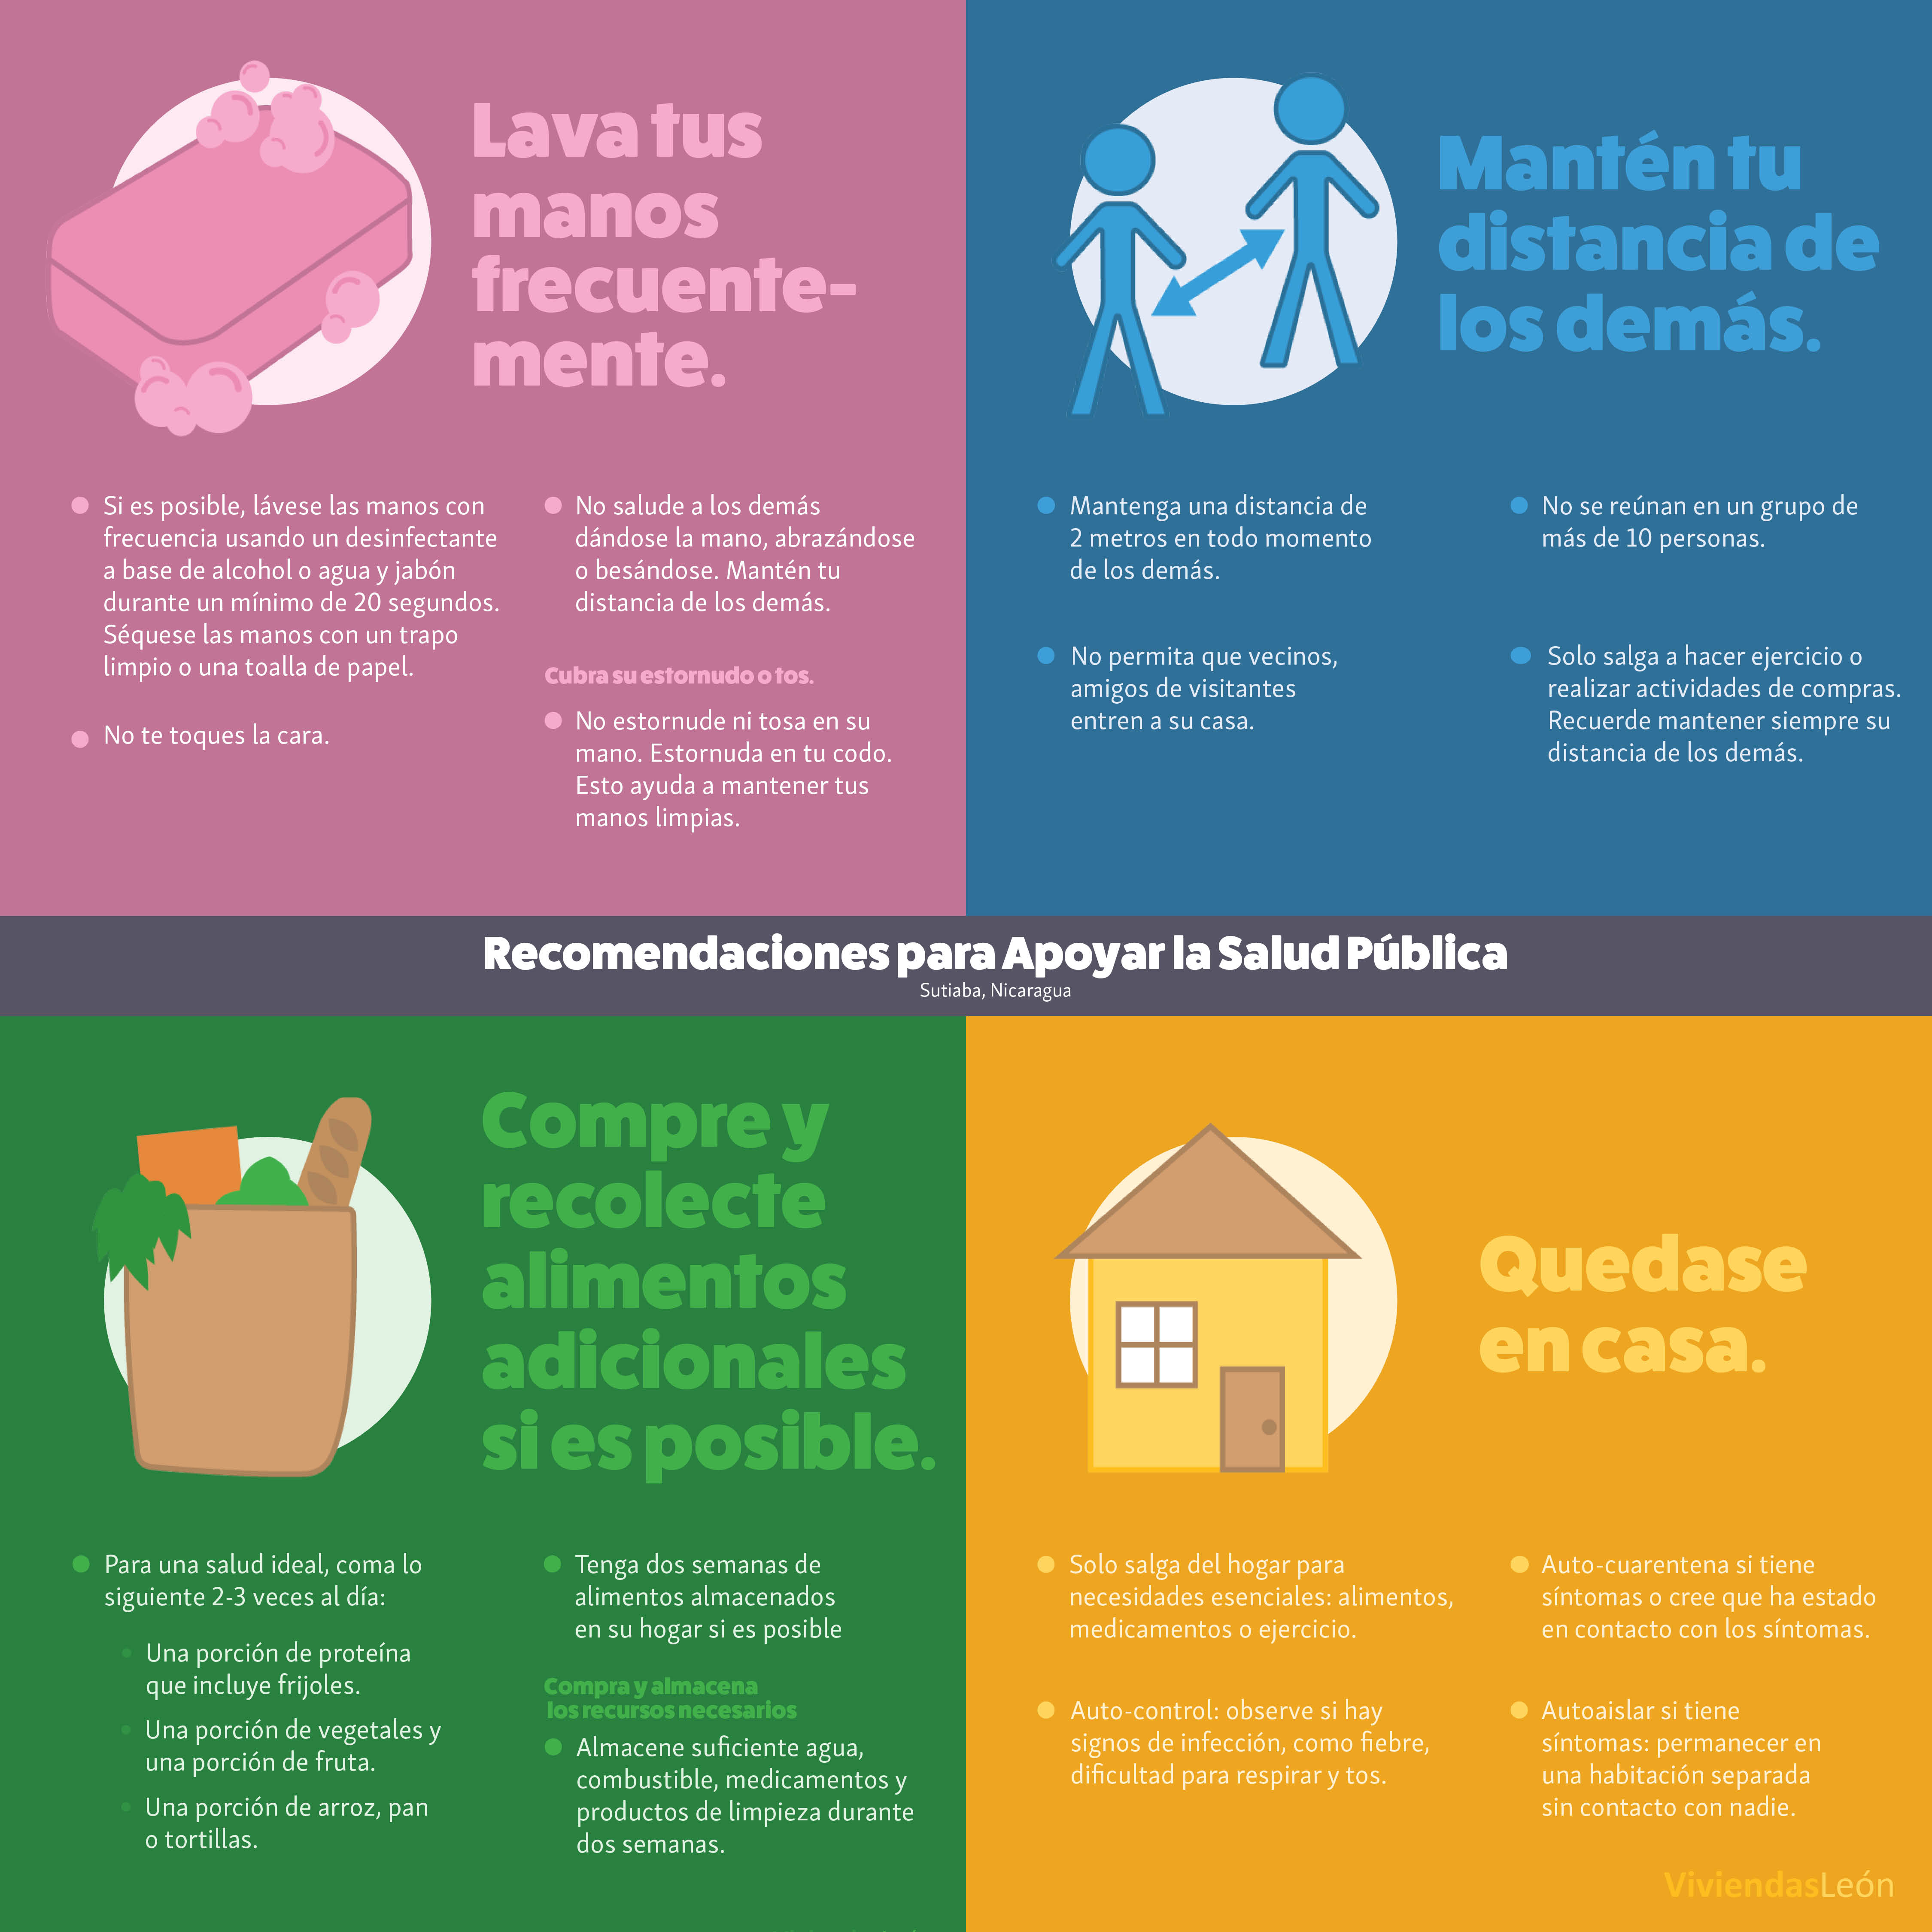 Lava tus
manos
frecuente-
mente.
Si es posible, lávese las manos con
frecuencia usando un desinfectante
a base de alcohol o agua y jabón
durante un mínimo de 20 segundos.
Séquese las manos con un trapo
limpio o una toalla de papel.
No te toques la cara.
No salude a los demás
dándose la mano, abrazándose
o besándose. Mantén tu
distancia de los demás.
Cubra su estornudo o tos.
No estornude ni tosa en su
mano. Estornuda en tu codo.
Esto ayuda a mantener tus
manos limpias.
Mantén tu
distancia de
los demás.
Mantenga una distancia de
2 metros en todo momento
de los demás.
No permita que vecinos,
amigos de visitantes
entren a su casa.
No se reúnan en un grupo de
más de 10 personas.
Solo salga a hacer ejercicio o
realizar actividades de compras.
Recuerde mantener siempre su
distancia de los demás.
Recomendaciones para Apoyar la Salud Pública
Sutiaba, Nicaragua
Compre y
recolecte
alimentos
adicionales
si es posible.
Para una salud ideal, coma lo
siguiente 2-3 veces al día:
Una porción de proteína
que incluye frijoles.
Una porción de vegetales y
una porción de fruta.
Una porción de arroz, pan
o tortillas.
Tenga dos semanas de
alimentos almacenados
en su hogar si es posible
Compra y almacena
los recursos necesarios
Almacene suficiente agua,
combustible, medicamentos y
productos de limpieza durante
dos semanas.
Quedase
en casa.
Solo salga del hogar para
necesidades esenciales: alimentos,
medicamentos o ejercicio.
Auto-control: observe si hay
signos de infección, como fiebre,
dificultad para respirar y tos.
Auto-cuarentena si tiene
síntomas o cree que ha estado
en contacto con los síntomas.
Autoaislar si tiene
síntomas: permanecer en
una habitación separada
sin contacto con nadie.
ViviendasLeón